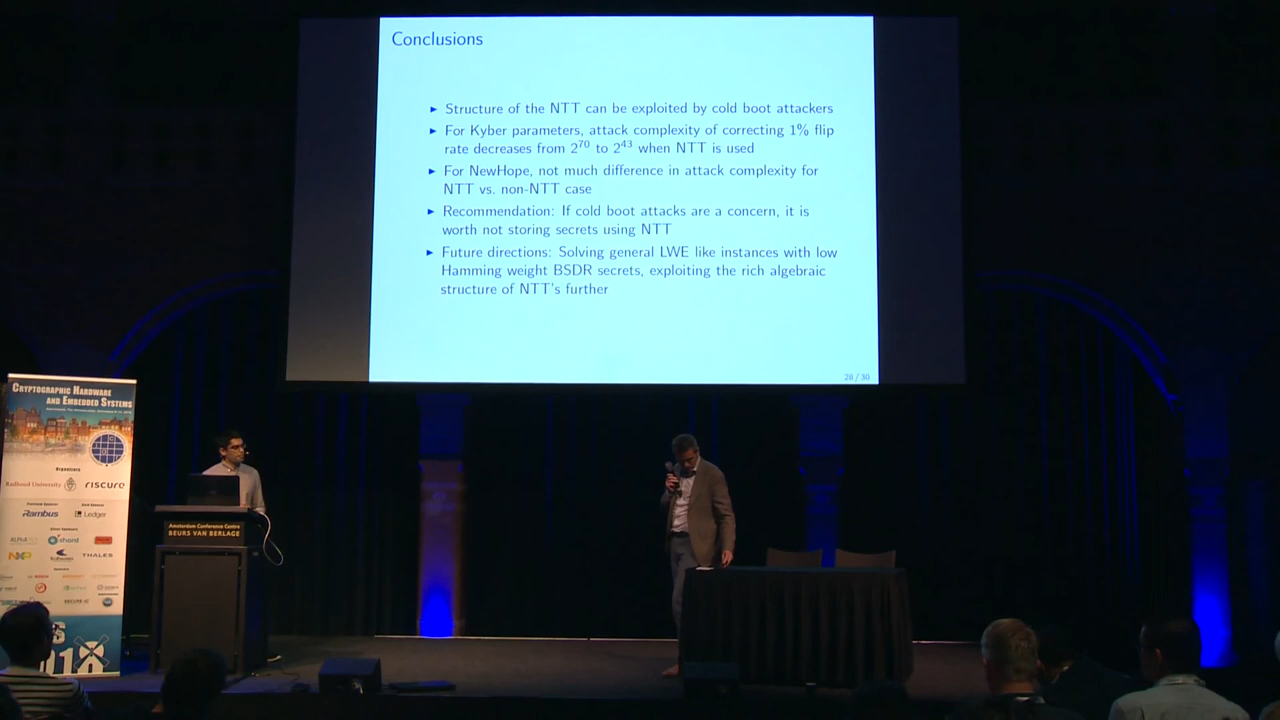 Conclusions
► Structure of the NTT can be exploited by cold boot attackers
► For Kyber parameters, attack complexity of correcting 1% flip
rate decreases from 2^70 to 2^43 when NTT is used
► For NewHope, not much difference in attack complexity for
NTT vs. non-NTT case
► Recommendation: If cold boot attacks are a concern, it is
worth not storing secrets using NTT
► Future directions: Solving general LWE like instances with low
Hamming weight BSDR secrets, exploiting the rich algebraic
structure of NTT's further
26 / 30
CRYPTOGRAPHIC HARDWARE
AND EMBEDDED SYSTEMS
Organizers
Radboud University
riscure
Rambus
Ledger
NXP
THALES
Amsterdam Conference Centre
BEURS VAN BERLAGE